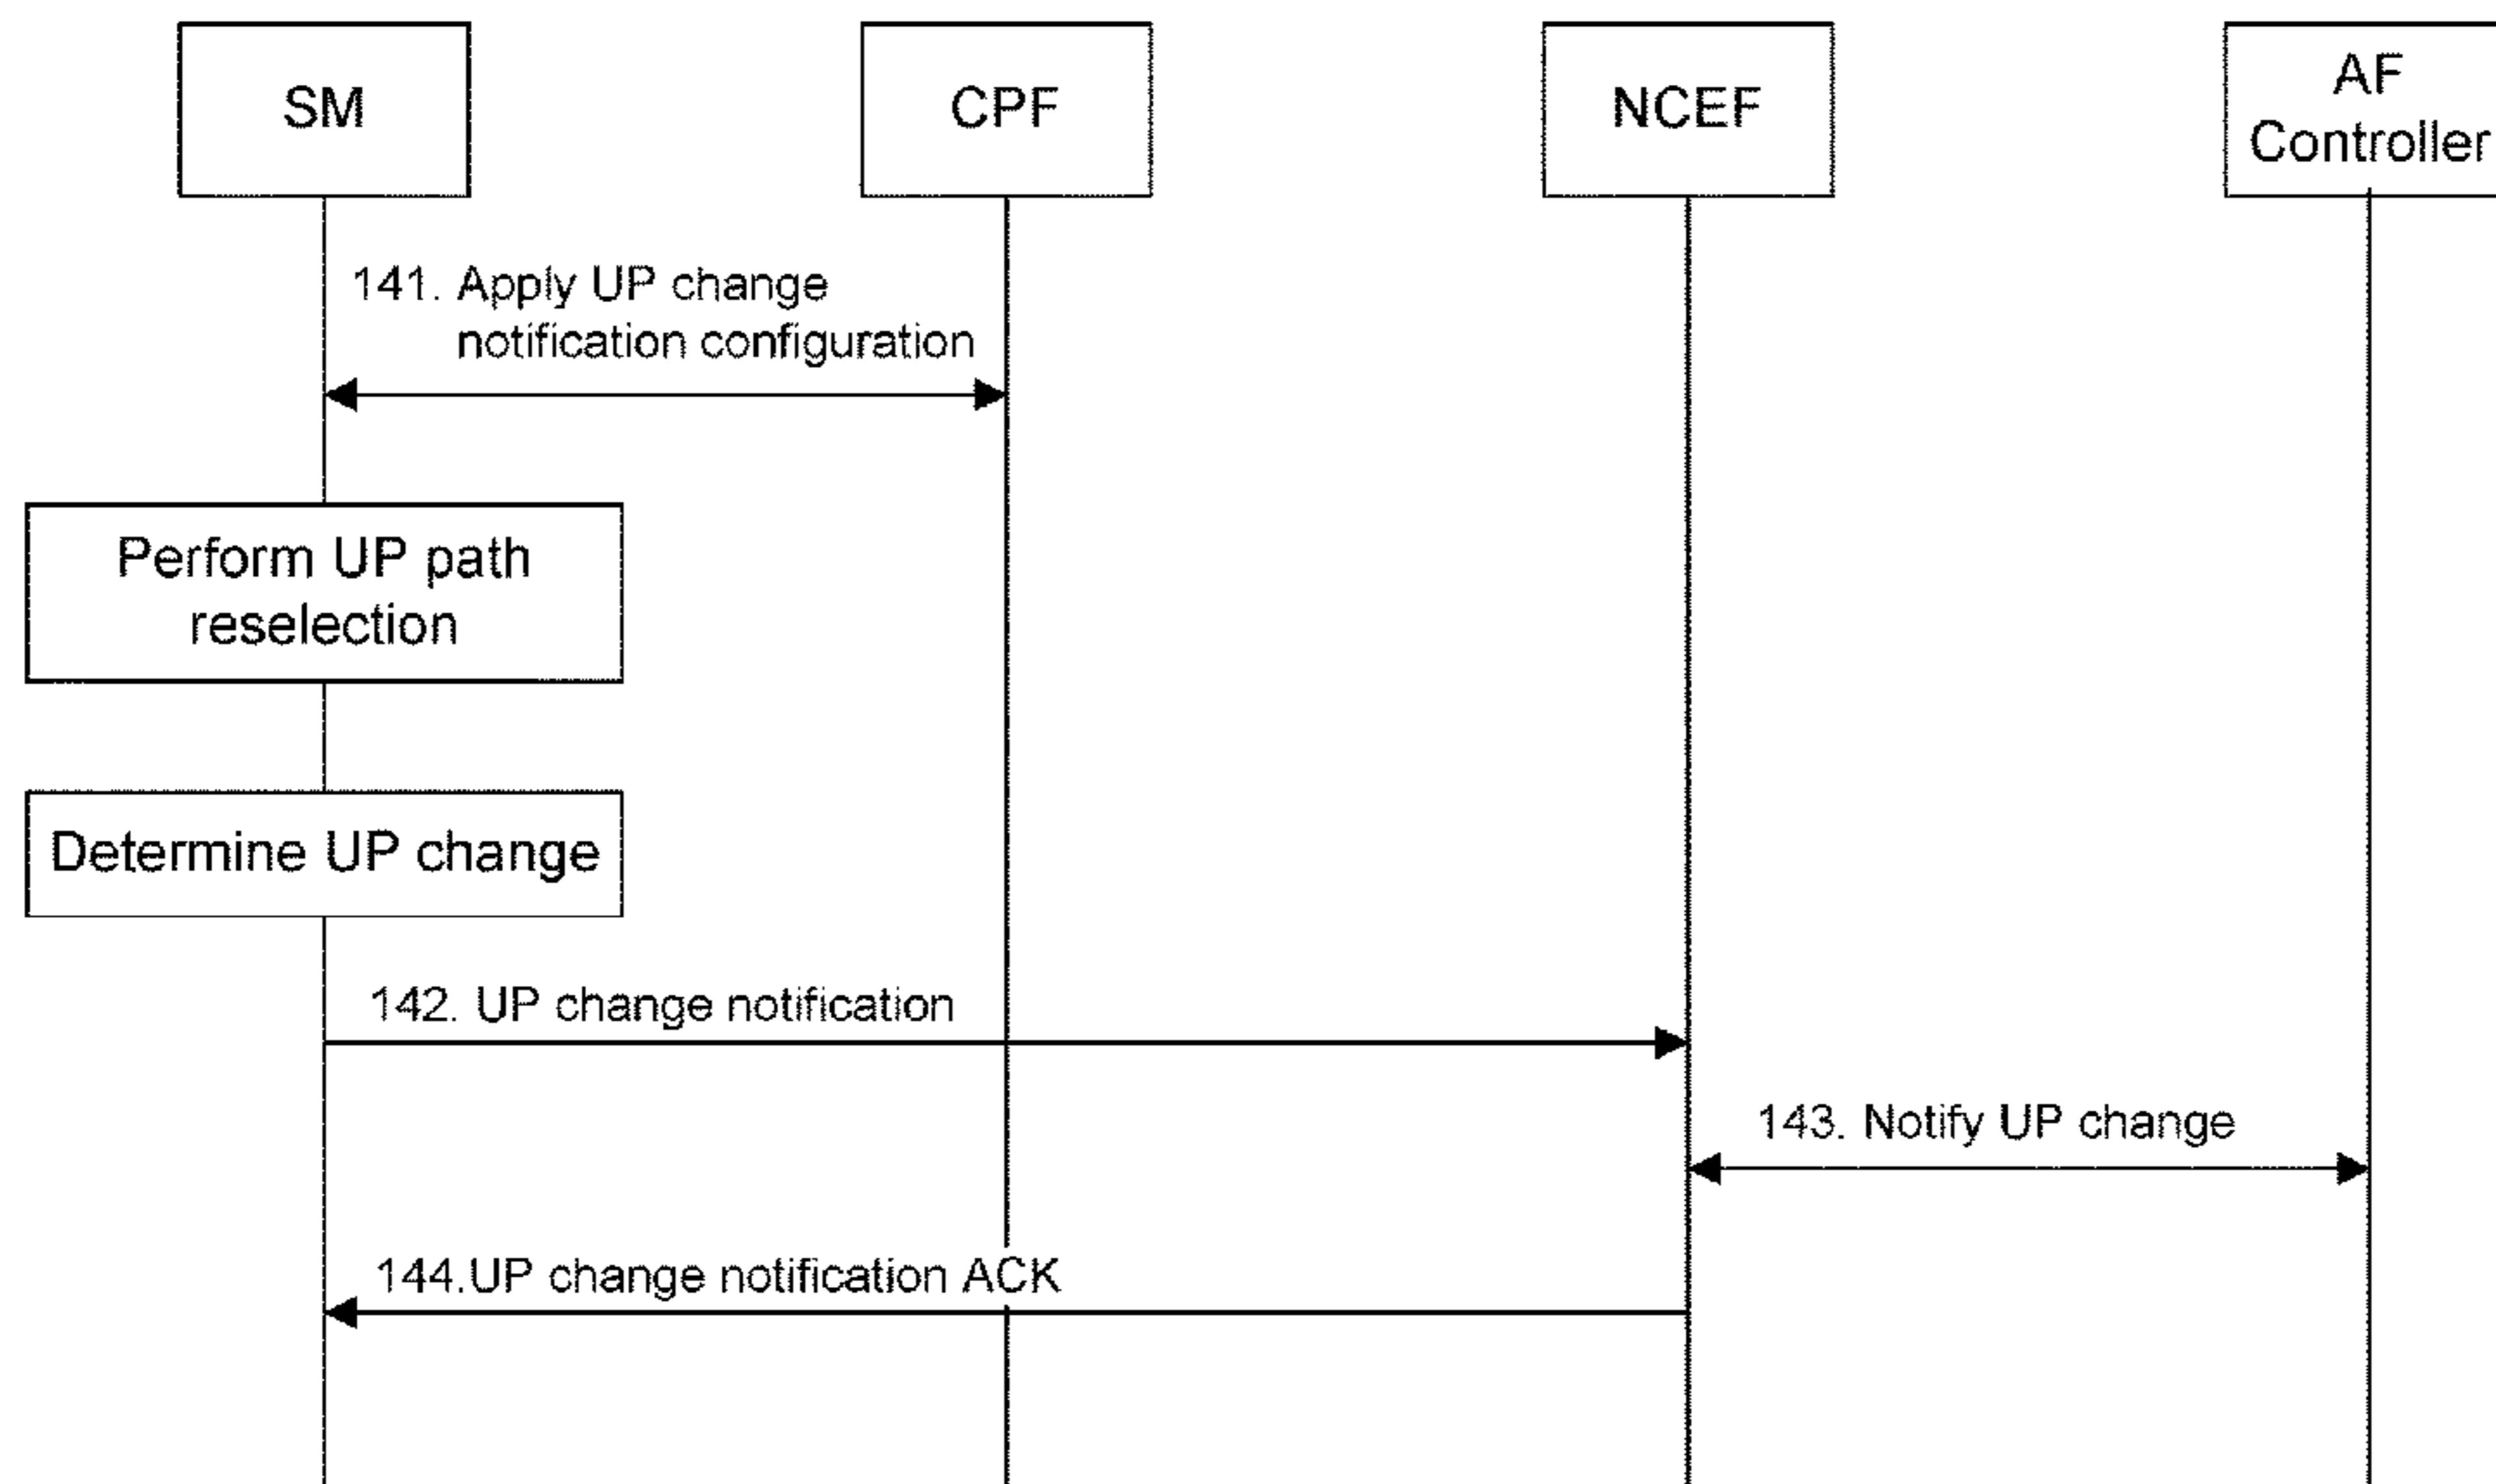 SM
CPF
NCEF
AF
Controller
141. Apply UP change
notification configuration
Perform UP path
reselection
Determine UP change
142. UP change notification
143. Notify UP change
144.UP change notification ACK